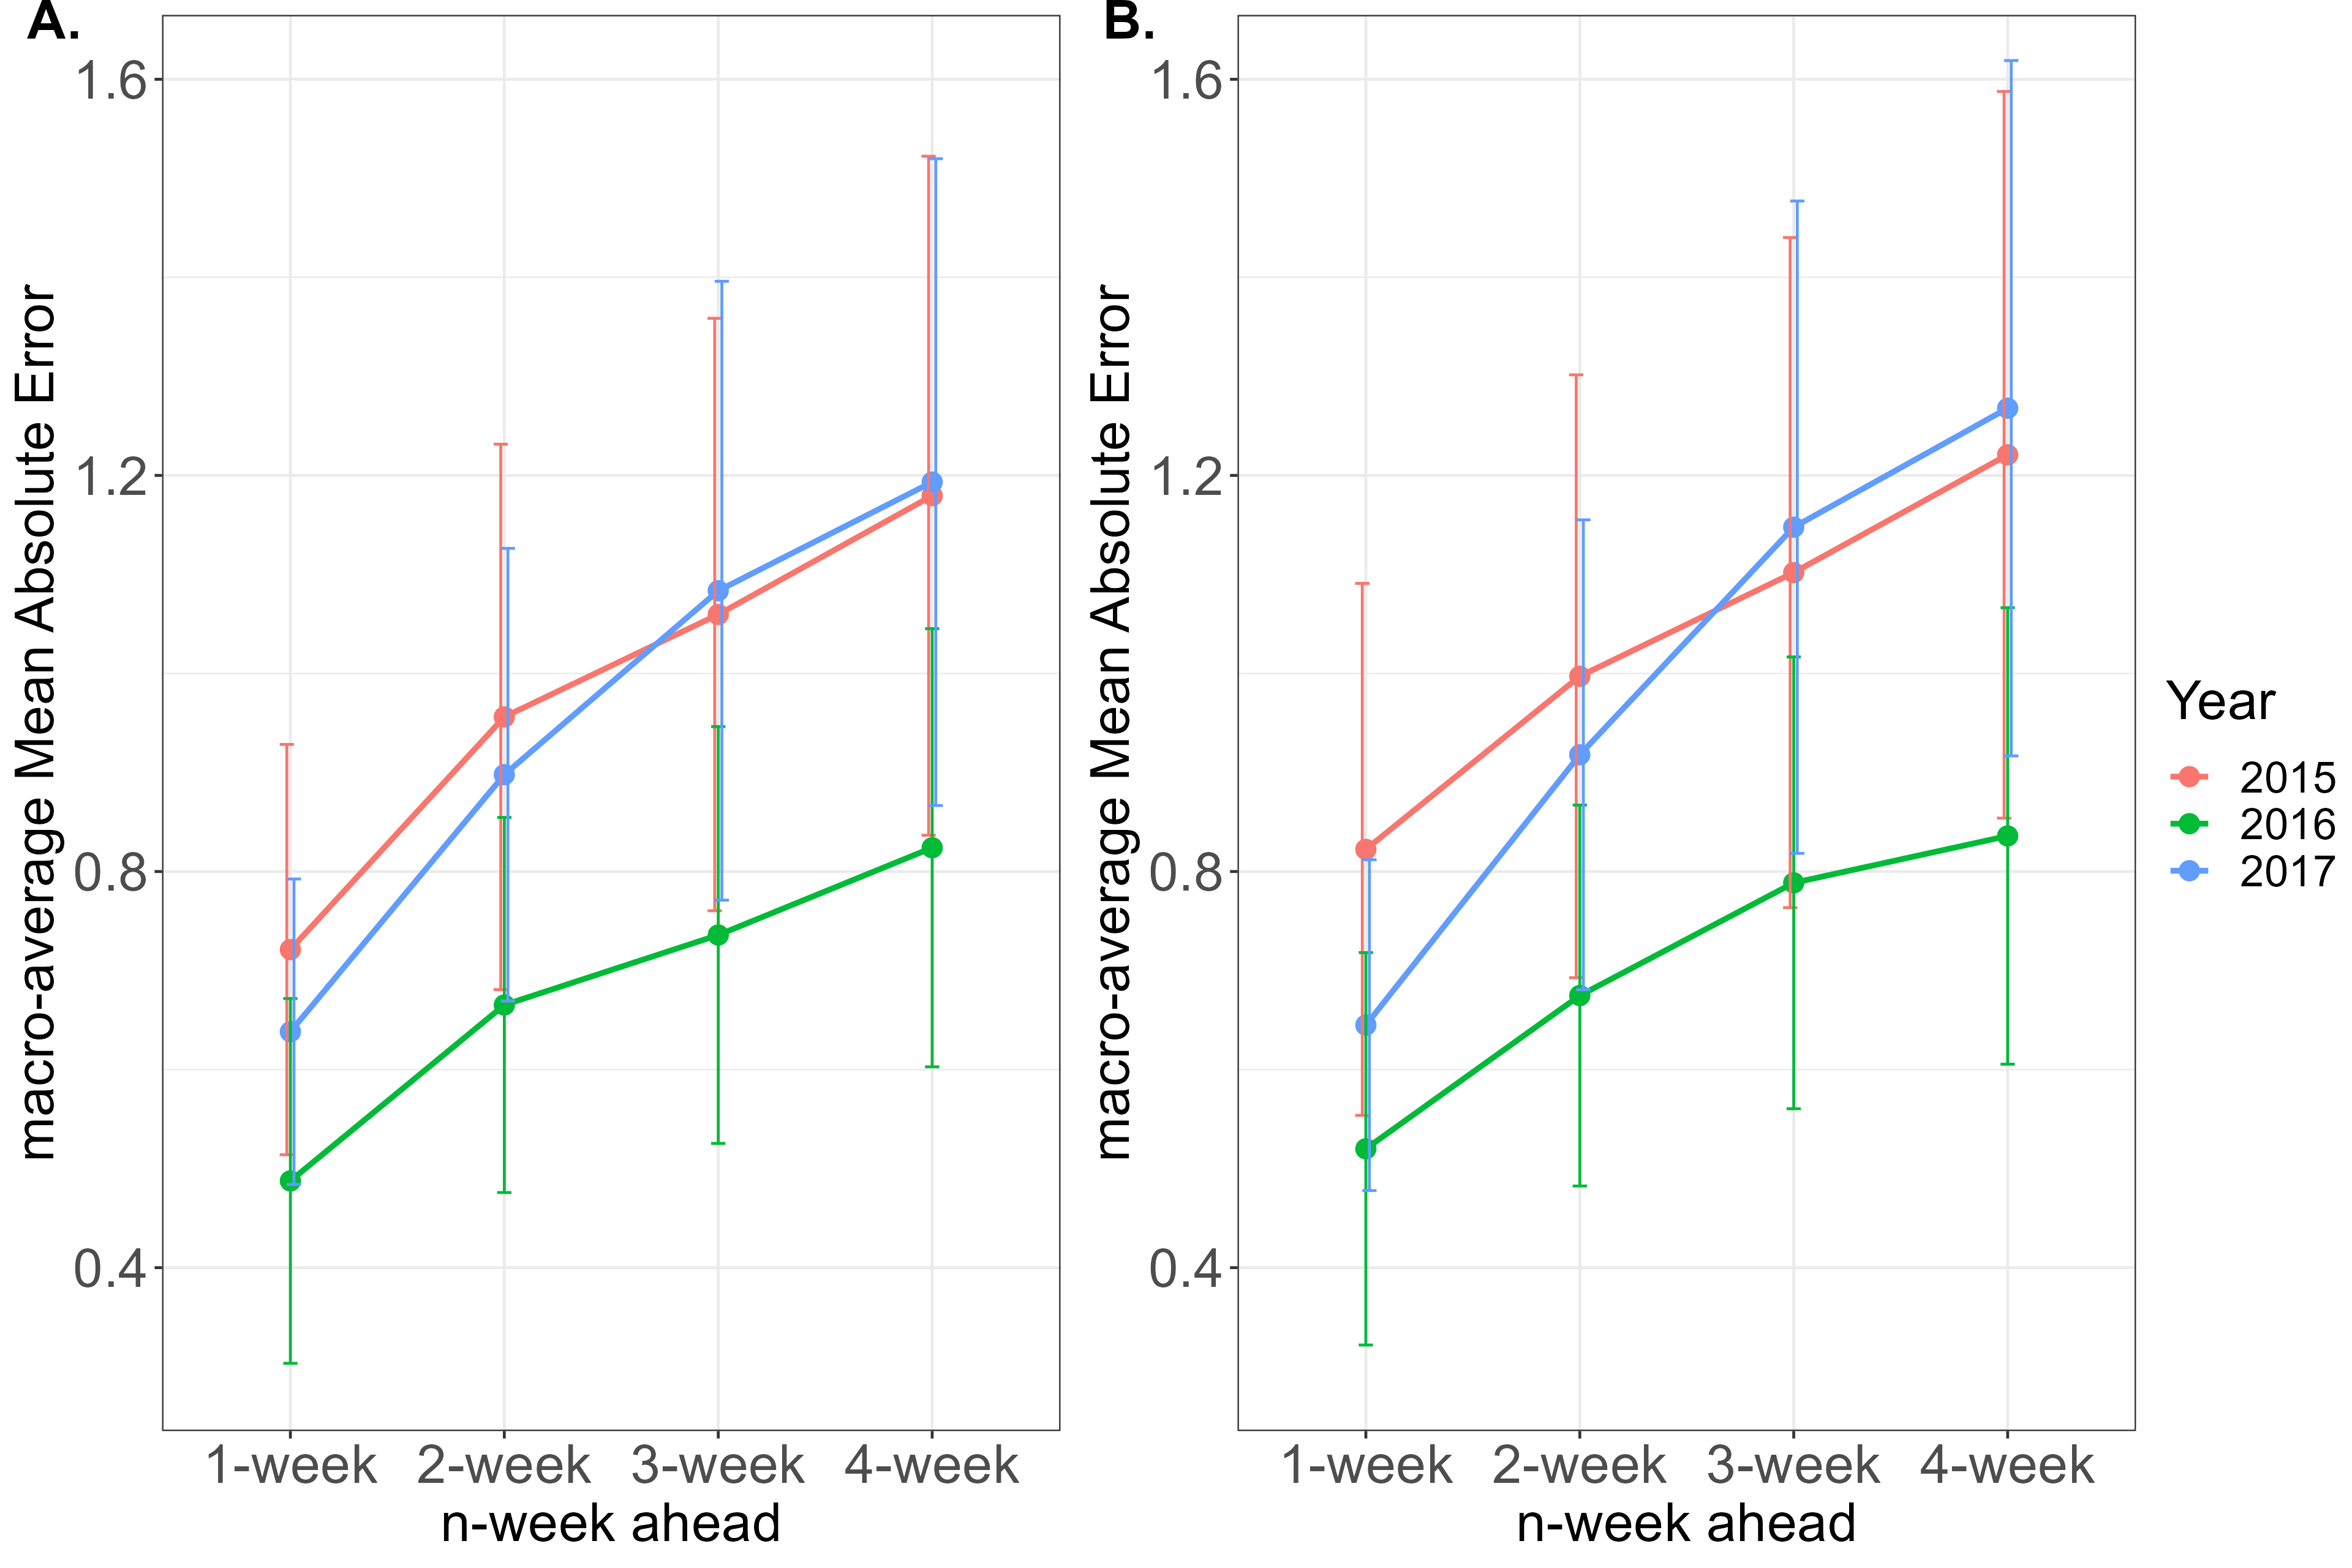 A.
macro-average Mean Absolute Error
1.6
1.2
0.8
0.4
1-week 2-week 3-week 4-week
n-week ahead
B.
macro-average Mean Absolute Error
1.6
1.2
0.8
0.4
1-week 2-week 3-week 4-week
n-week ahead
Year
2015
2016
2017